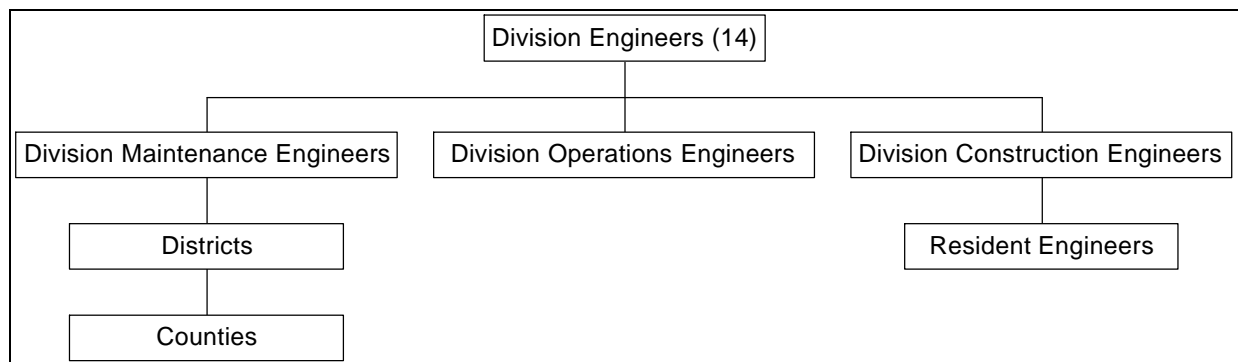 Division Engineers (14)
Division Maintenance Engineers
Division Operations Engineers
Division Construction Engineers
Districts
Resident Engineers
Counties